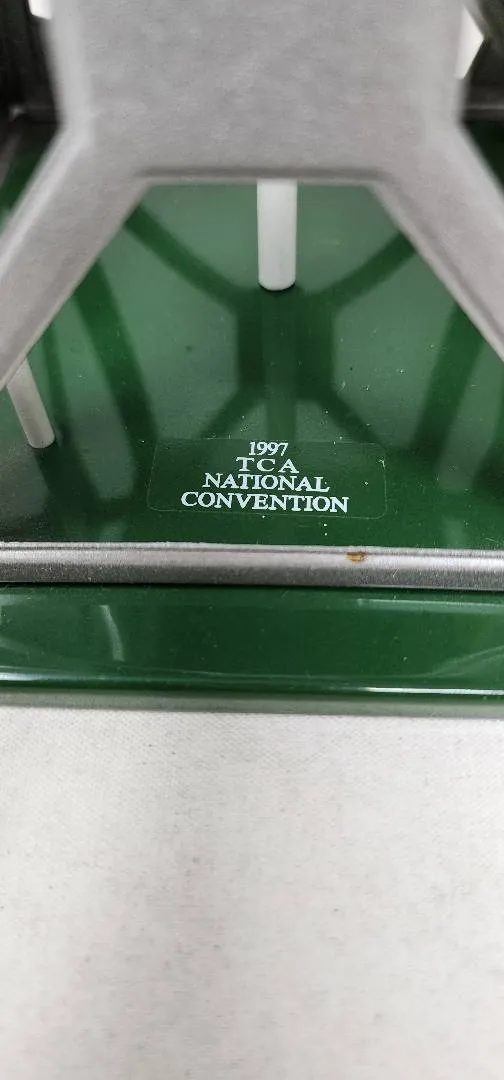 1997
TCA
NATIONAL
CONVENTION